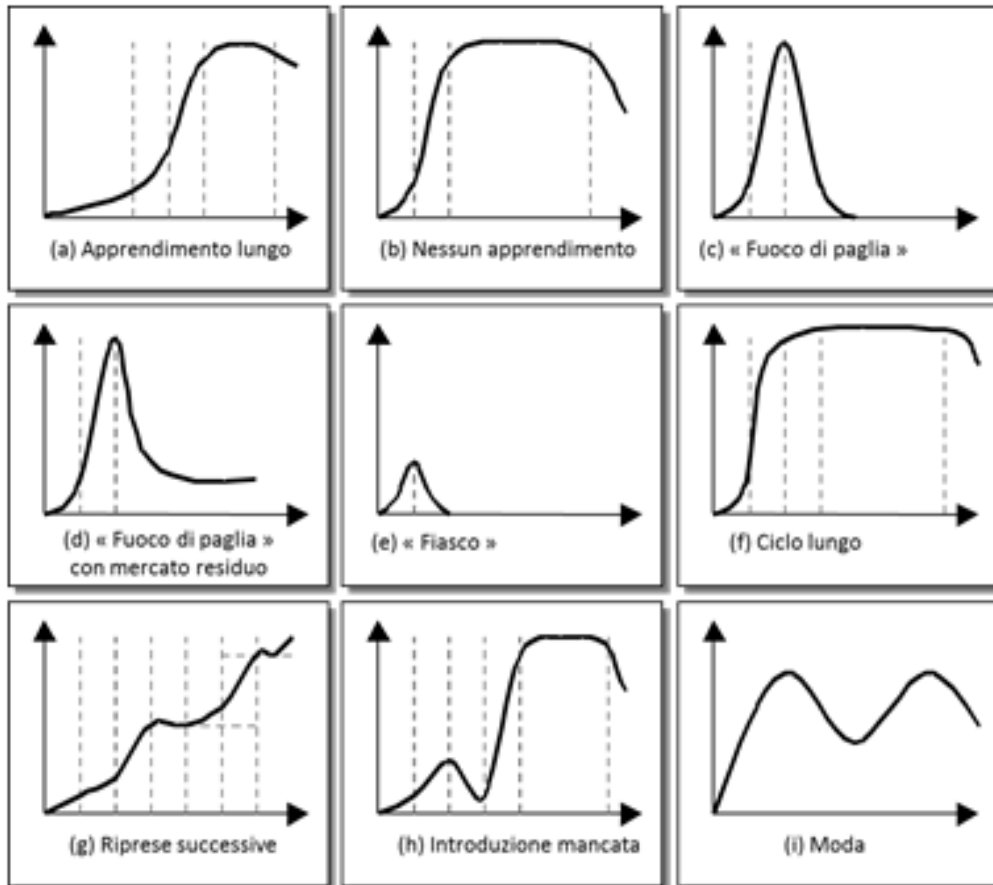 (a) Apprendimento lungo
(b) Nessun apprendimento
(c) « Fuoco di paglia »
(d) « Fuoco di paglia »
con mercato residuo
(e) « Fiasco »
(f) Ciclo lungo
(g) Riprese successive
(h) Introduzione mancata
(i) Moda